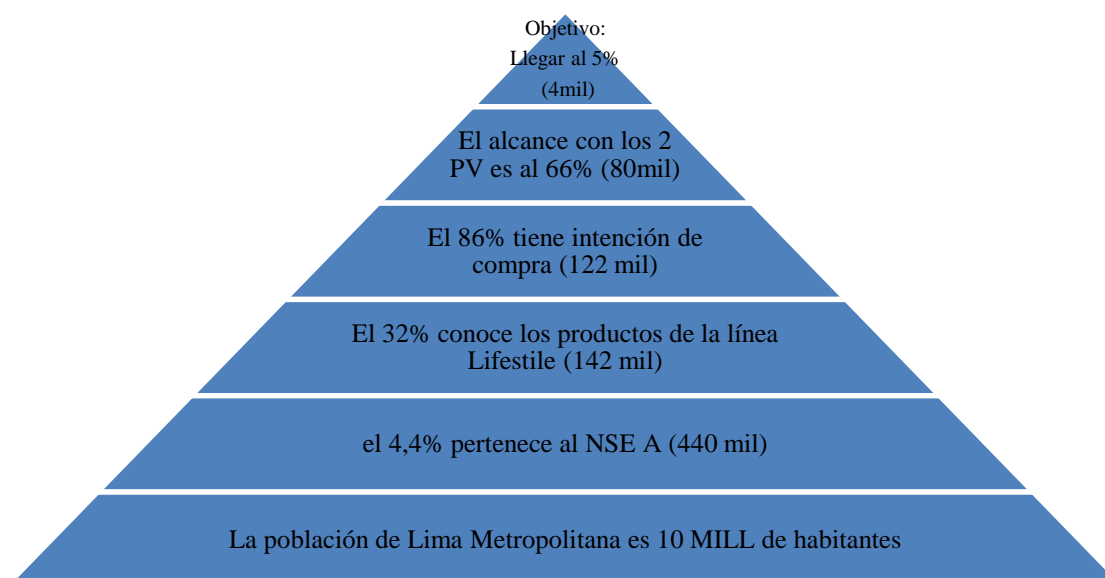 Objetivo:
Llegar al 5%
(4mil)
El alcance con los 2
PV es al 66% (80mil)
El 86% tiene intención de
compra (122 mil)
El 32% conoce los productos de la línea
Lifestile (142 mil)
el 4,4% pertenece al NSE A (440 mil)
La población de Lima Metropolitana es 10 MILL de habitantes